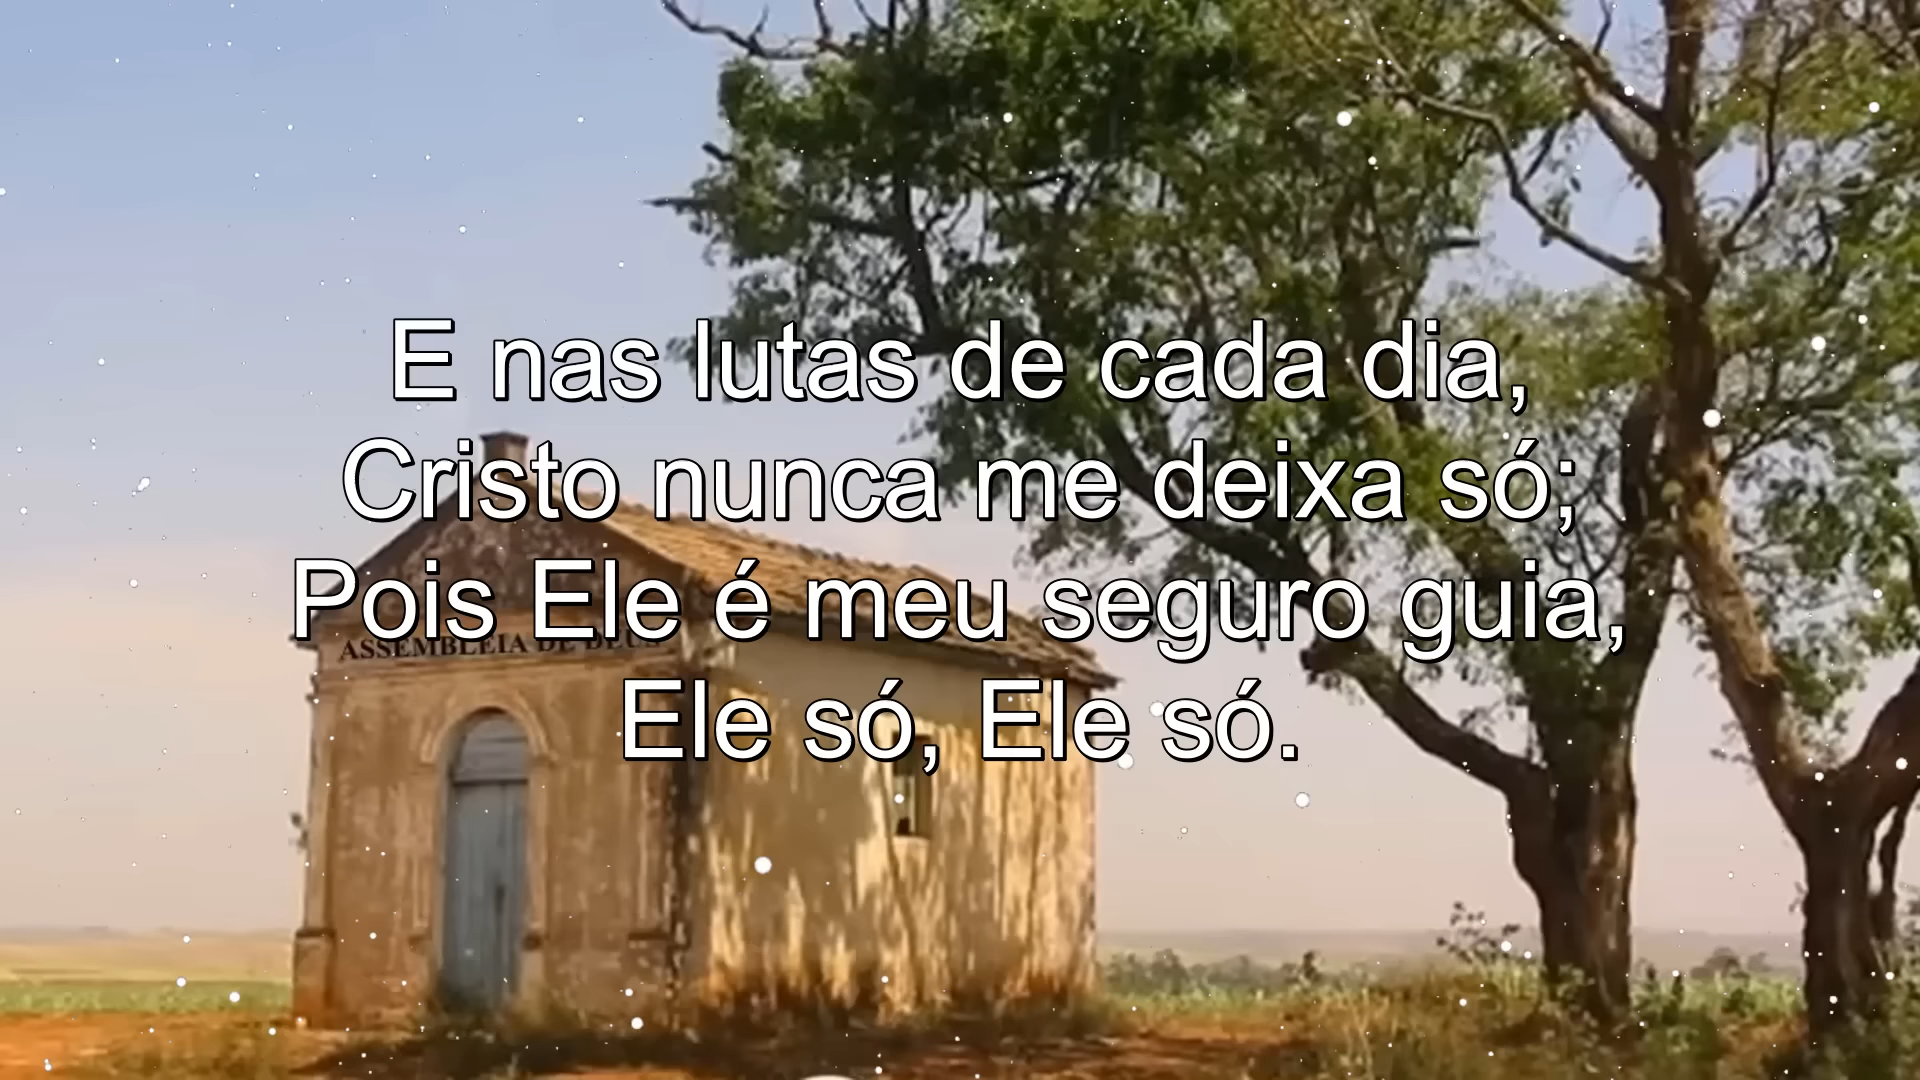 E nas lutas de cada dia,
Cristo nunca me deixa só;
Pois Ele é meu seguro guia,
ASSEMBLEIA DE DEUS
Ele só, Ele só.